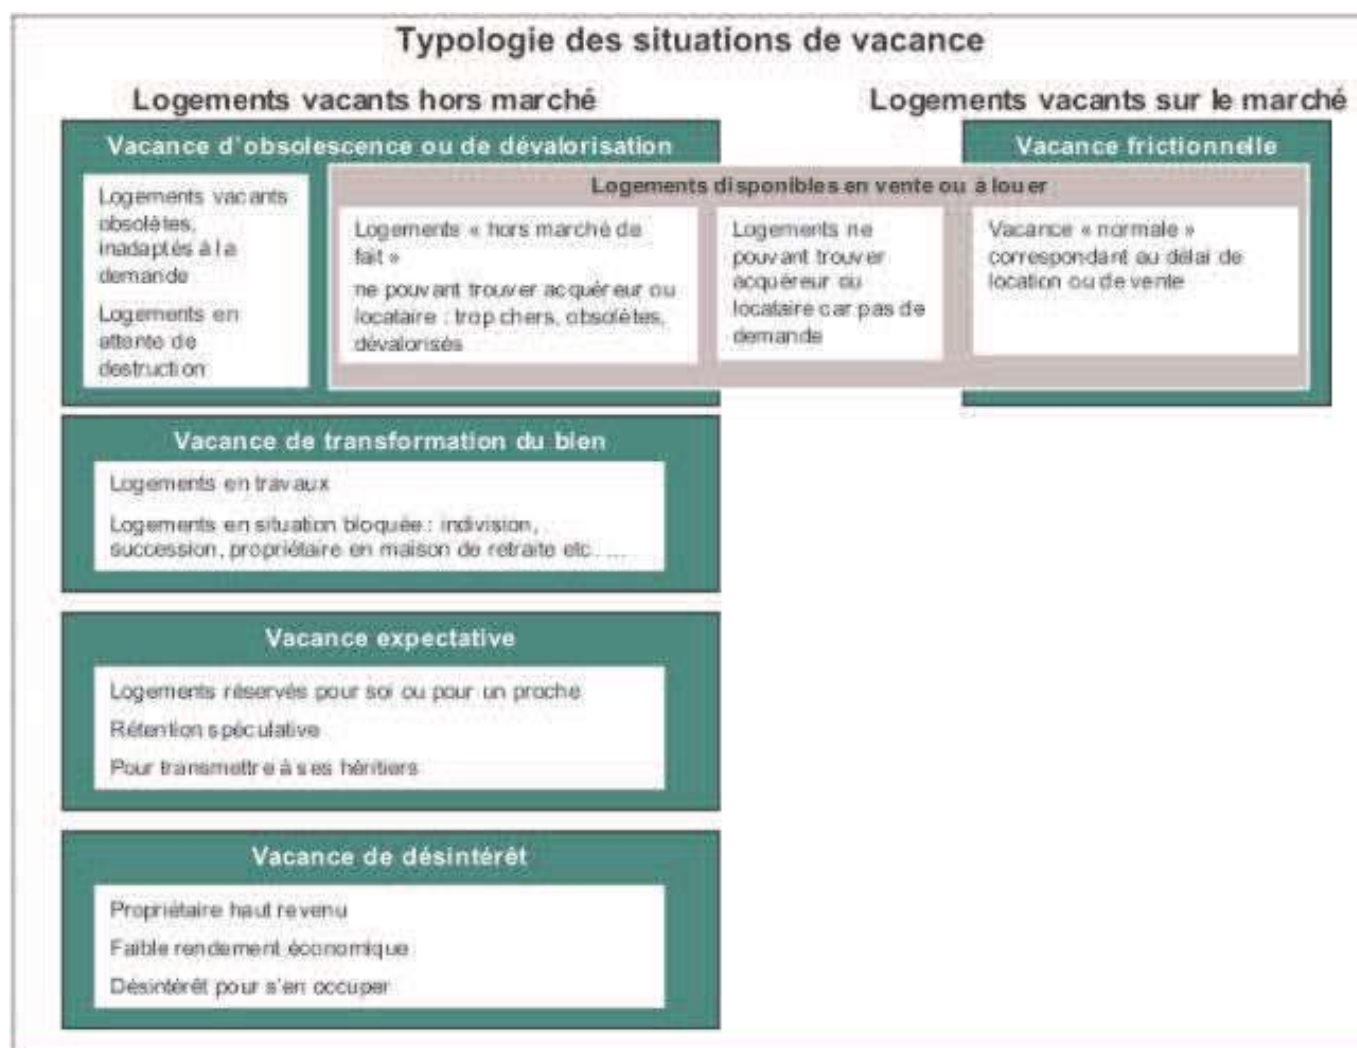 Typologie des situations de vacance
Logements vacants hors marché
Logements vacants sur le marché
Vacance d'obsolescence ou de dévalorisation
Vacance frictionnelle
Logements vacants
obsolètes,
inadaptés à la
demande
Logements en
attente de
destruction
Logements disponibles en vente ou à louer
Logements « hors marché de
fait »
ne pouvant trouver acquéreur ou
locataire : trop chers, obsolètes,
dévalorisés
Logements ne
pouvant trouver
acquéreur ou
locataire car pas de
demande
Vacance « normale »
correspondant au délai de
location ou de vente
Vacance de transformation du bien
Logements en travaux
Logements en situation bloquée : indivision,
succession, propriétaire en maison de retraite etc. ...
Vacance expectative
Logements réservés pour soi ou pour un proche
Rétention spéculative
Pour transmettre à ses héritiers
Vacance de désintérêt
Propriétaire haut revenu
Faible rendement économique
Désintérêt pour s'en occuper